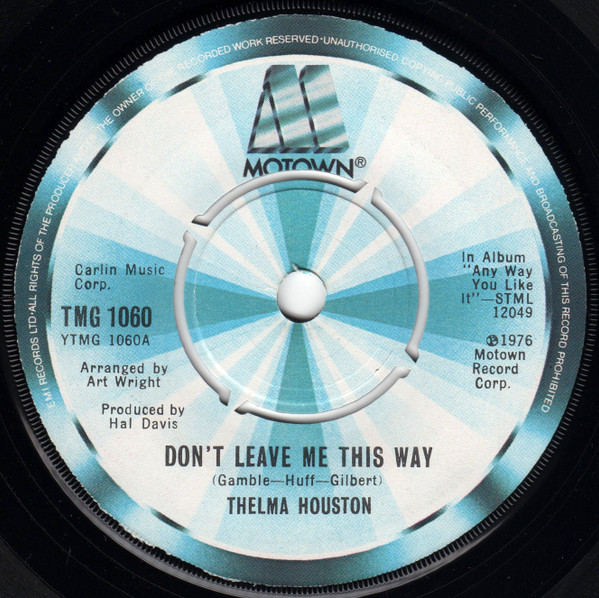 THE OWNER OF THE RECORDED WORK RESERVED•UNAUTHORISED COPYING PUBLIC PERFORMANCE AND BROADCASTING OF THIS RECORD PROHIBITED
EMI RECORDS LTD•ALL RIGHTS OF THE PRODUCER AND OF
MOTOWN®
Carlin Music
Corp.
TMG 1060
YTMG 1060A
Arranged by
Art Wright
Produced by
Hal Davis
In Album
"Any Way
You Like
It"—STML
12049
℗1976
Motown
Record
Corp.
DON'T LEAVE ME THIS WAY
(Gamble—Huff—Gilbert)
THELMA HOUSTON